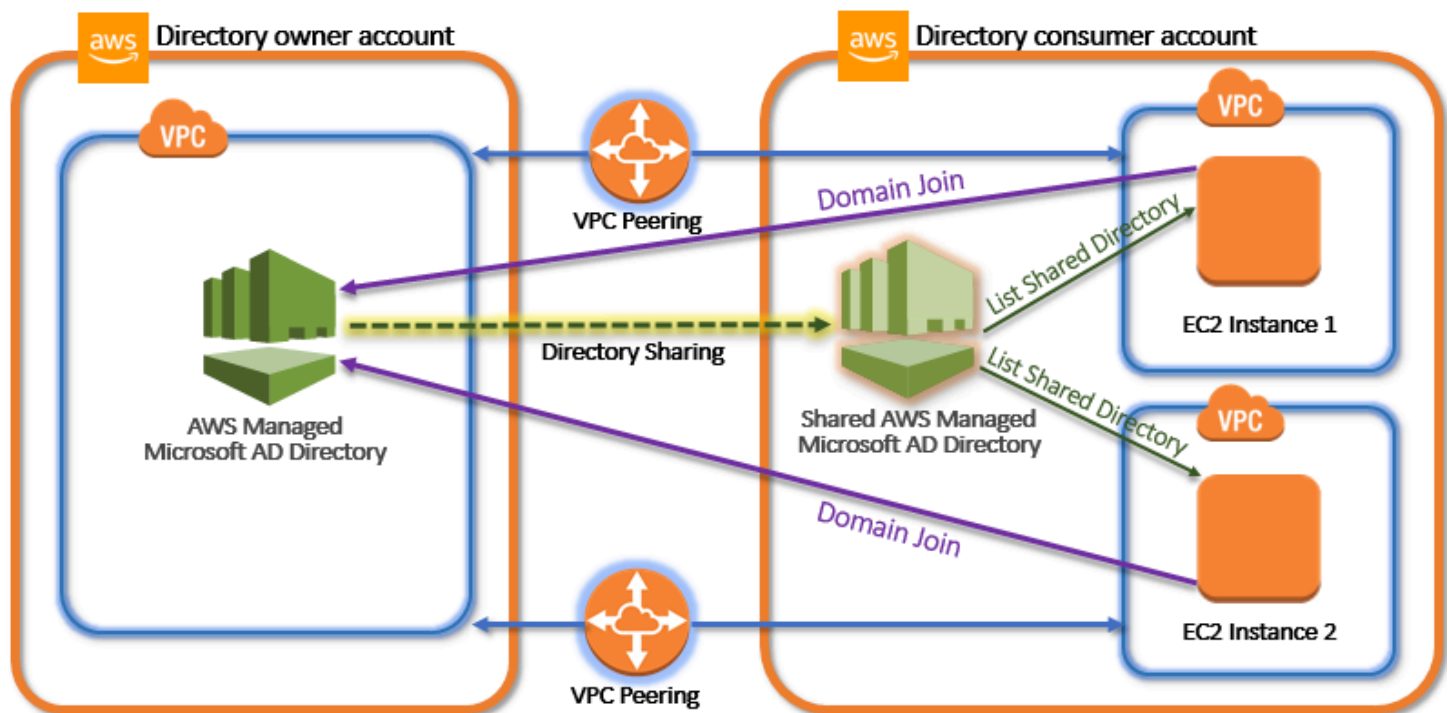 aws
Directory owner account
aws
Directory consumer account
VPC
VPC
VPC Peering
Domain Join
List Shared Directory
EC2 Instance 1
Directory Sharing
AWS Managed
Microsoft AD Directory
Shared AWS Managed
Microsoft AD Directory
List Shared Directory
VPC
Domain Join
EC2 Instance 2
VPC Peering